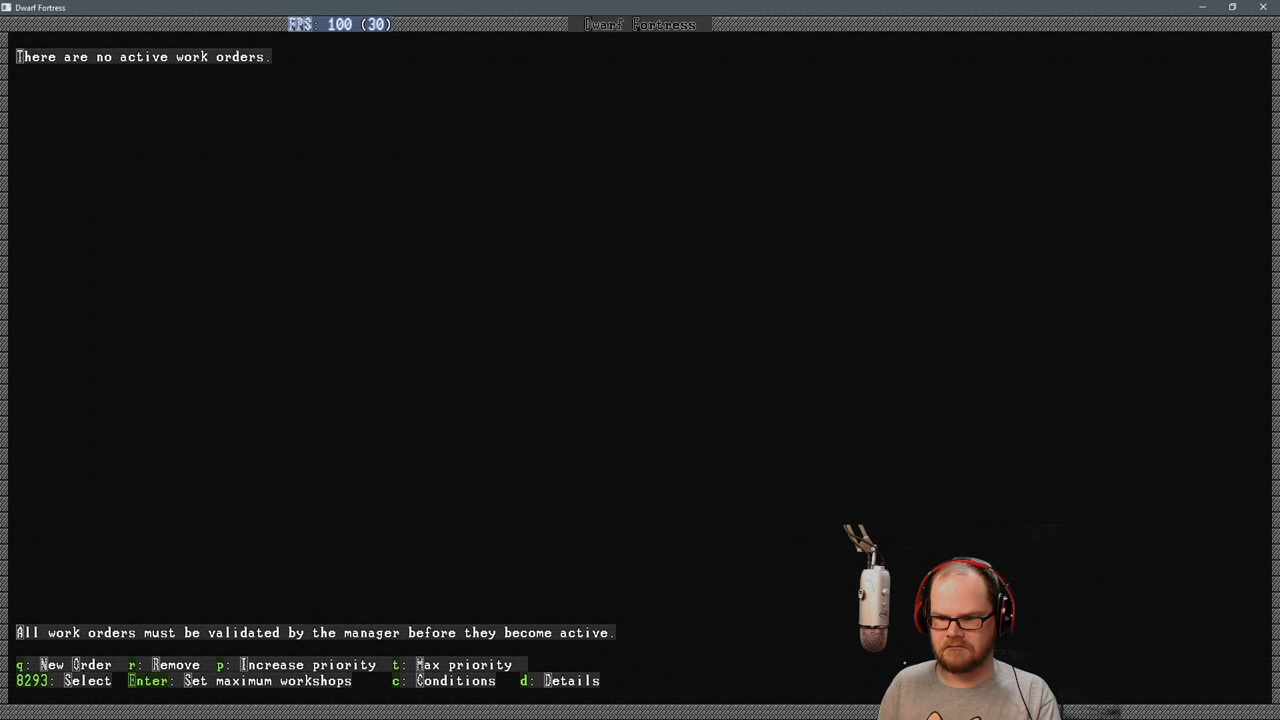 Dwarf Fortress
FPS: 100 (30)
Dwarf Fortress
There are no active work orders.
All work orders must be validated by the manager before they become active.
q: New Order r: Remove p: Increase priority t: Max priority
8293: Select Enter: Set maximum workshops c: Conditions d: Details